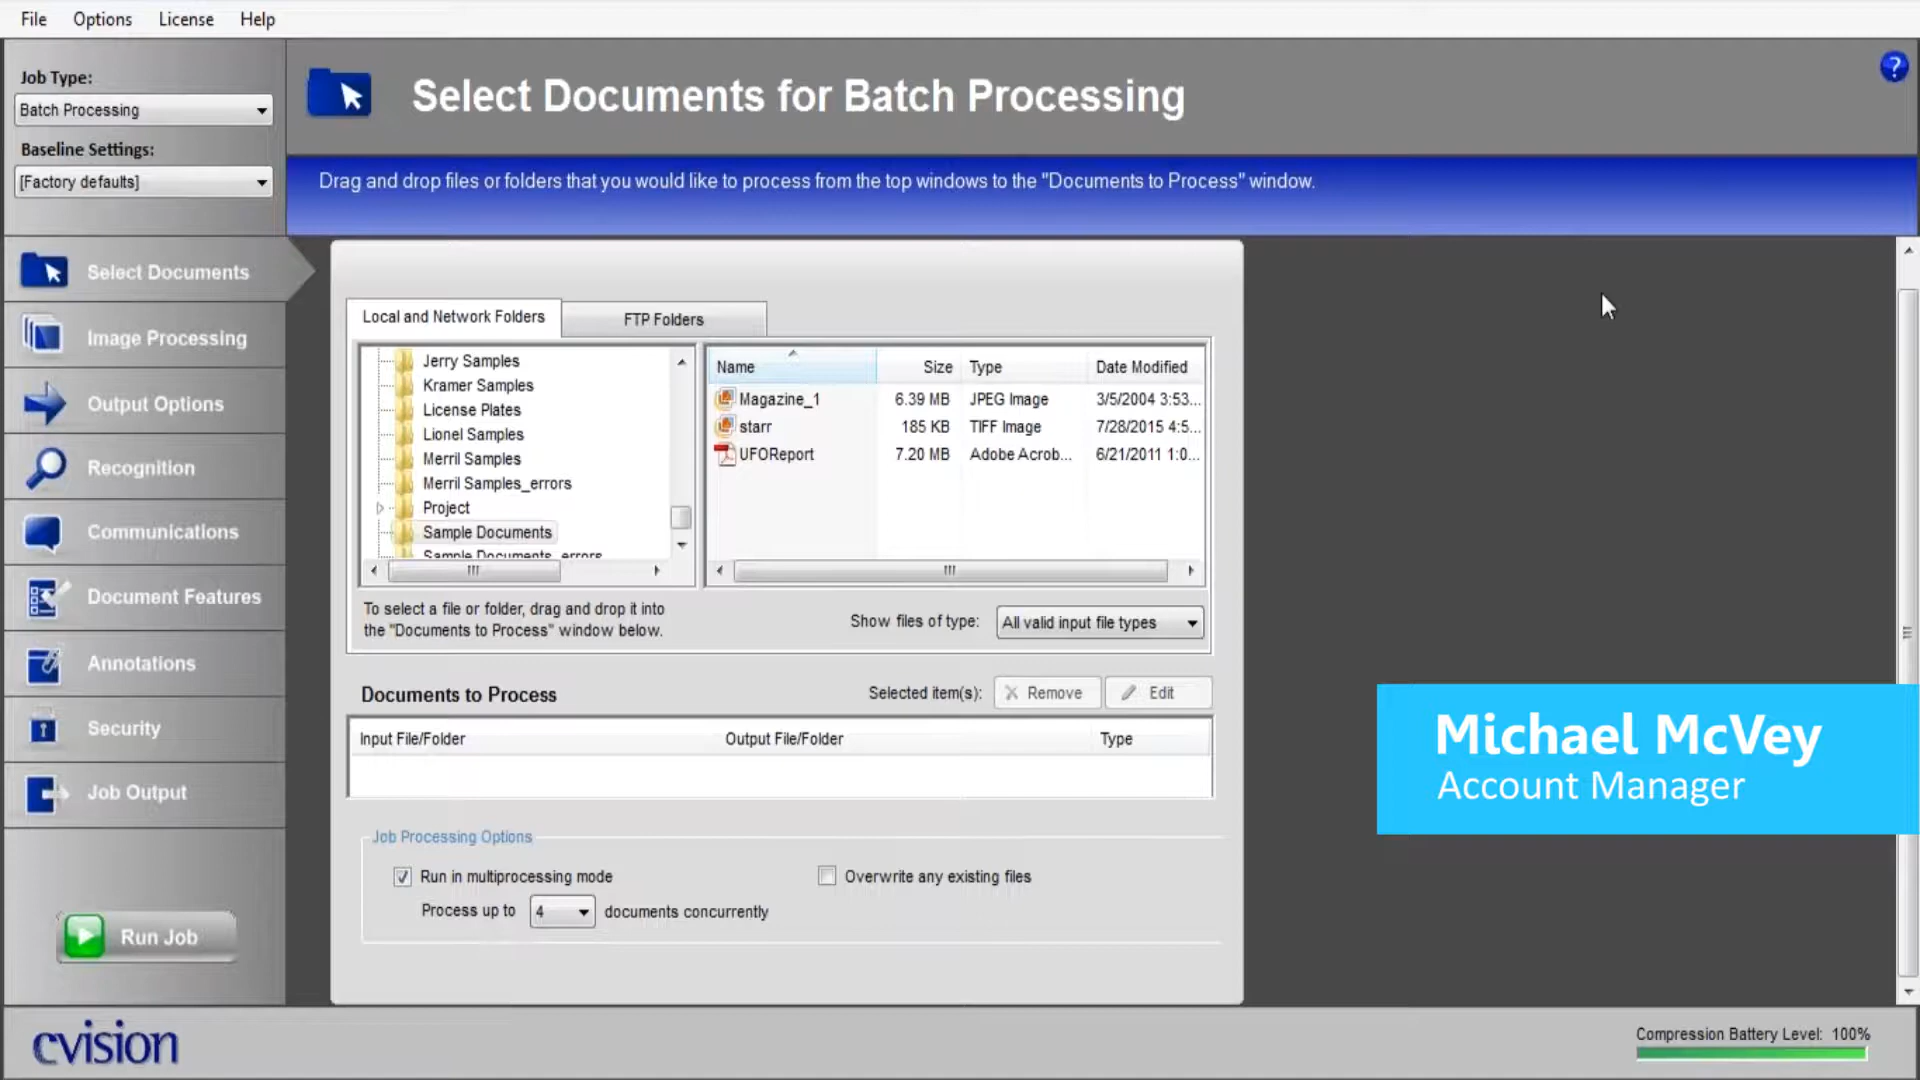 File Options License Help
Job Type:
Batch Processing
Baseline Settings:
[Factory defaults]
Select Documents for Batch Processing
?
Drag and drop files or folders that you would like to process from the top windows to the "Documents to Process" window.
Select Documents
Image Processing
Output Options
Recognition
Communications
Document Features
Annotations
Security
Job Output
Run Job
Local and Network Folders
FTP Folders
Jerry Samples
Kramer Samples
License Plates
Lionel Samples
Merril Samples
Merril Samples_errors
Project
Sample Documents
Sample Documents_errors
Name Size Type Date Modified
Magazine_1 6.39 MB JPEG Image 3/5/2004 3:53...
starr 185 KB TIFF Image 7/28/2015 4:5...
UFOReport 7.20 MB Adobe Acrob... 6/21/2011 1:0...
To select a file or folder, drag and drop it into
the "Documents to Process" window below.
Show files of type: All valid input file types
Documents to Process
Selected item(s): Remove Edit
Input File/Folder Output File/Folder Type
Job Processing Options
Run in multiprocessing mode
Overwrite any existing files
Process up to 4 documents concurrently
Michael McVey
Account Manager
cvision
Compression Battery Level: 100%